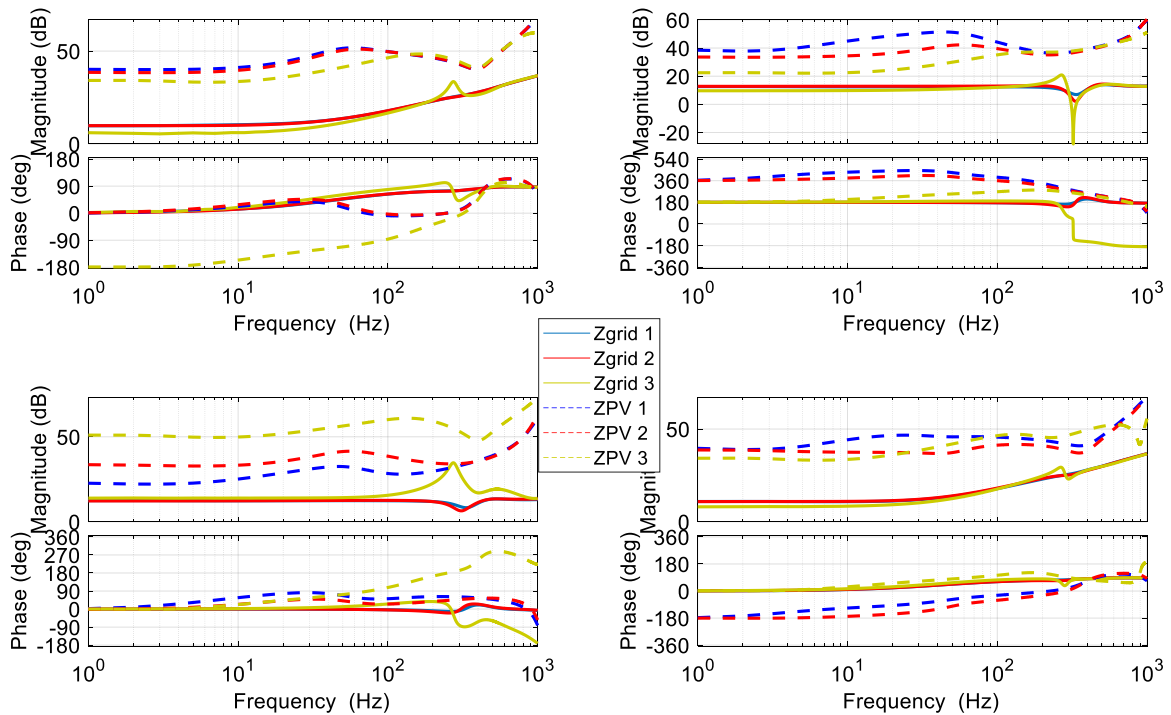 Magnitude (dB)
50
0
Phase (deg)
180
90
0
-90
-180
10^0
10^1
10^2
10^3
Frequency (Hz)
Magnitude (dB)
60
40
20
0
-20
Phase (deg)
540
360
180
0
-180
-360
10^0
10^1
10^2
10^3
Frequency (Hz)
Zgrid 1
Zgrid 2
Zgrid 3
ZPV 1
ZPV 2
ZPV 3
Magnitude (dB)
50
0
Phase (deg)
360
270
180
90
0
-90
-180
10^0
10^1
10^2
10^3
Frequency (Hz)
Magnitude (dB)
50
0
Phase (deg)
360
180
0
-180
-360
10^0
10^1
10^2
10^3
Frequency (Hz)